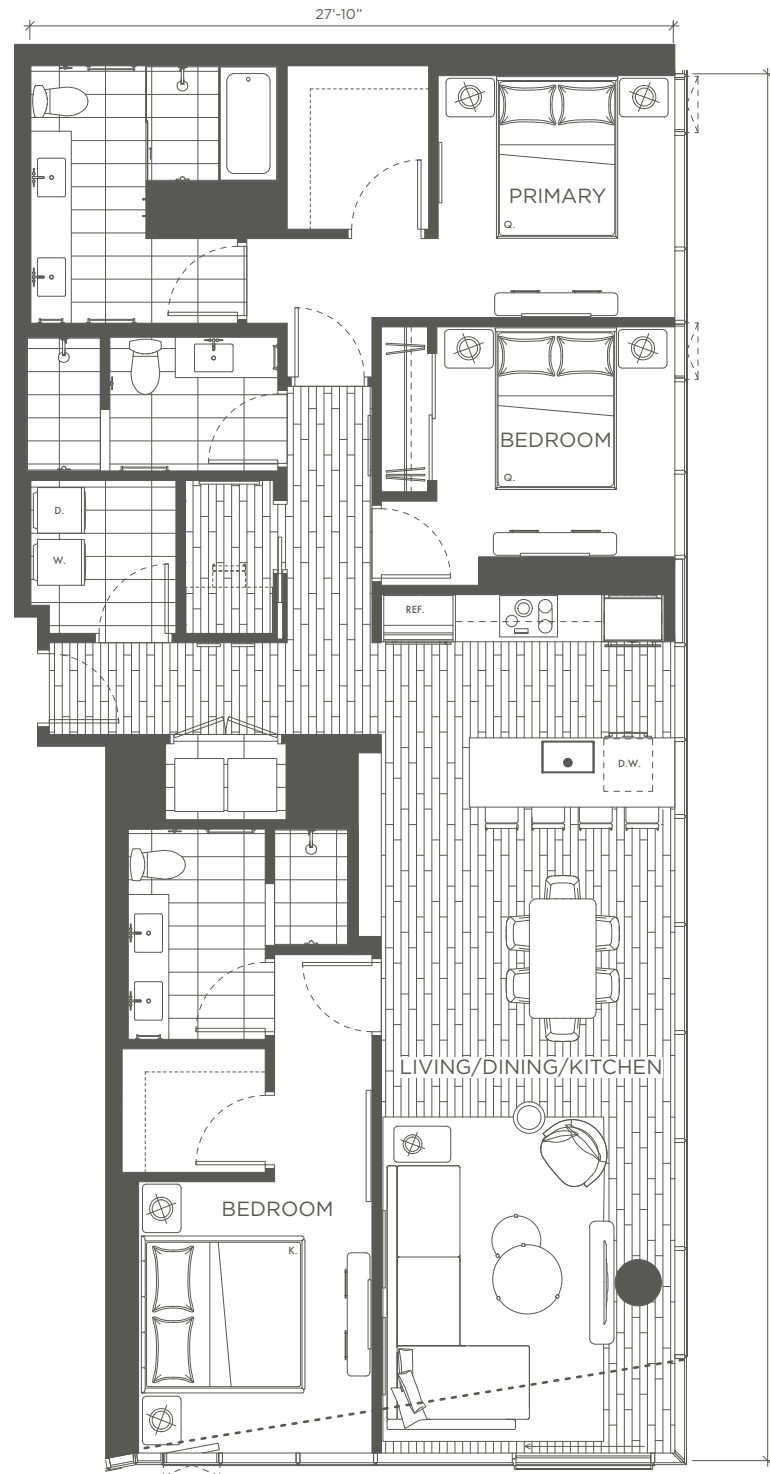 27'-10"
PRIMARY
Q.
BEDROOM
Q.
D.
W.
REF.
D.W.
LIVING/DINING/KITCHEN
BEDROOM
K.